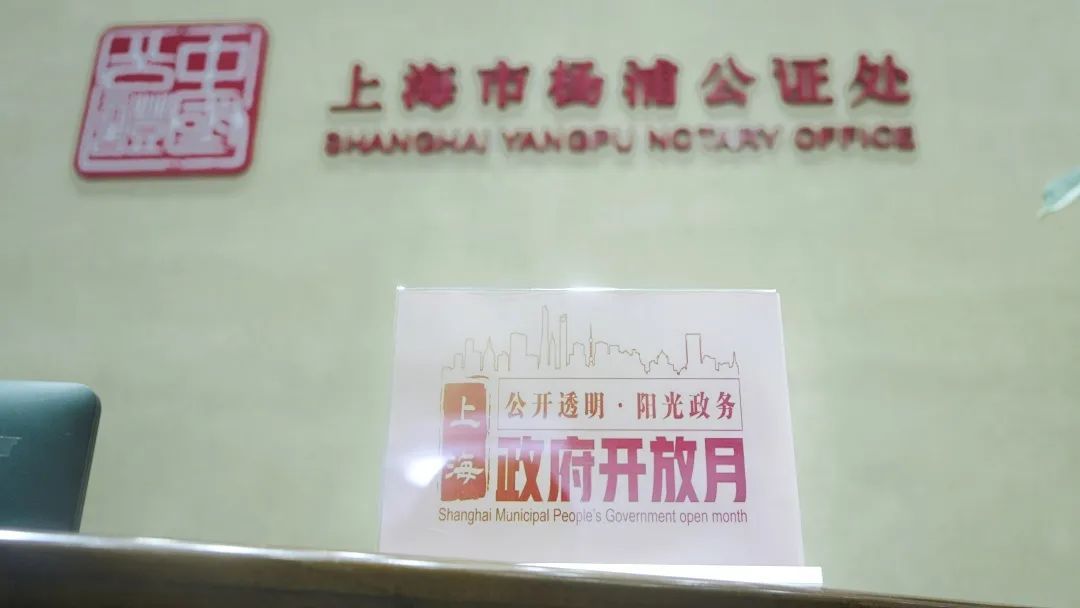 上海市杨浦公证处
SHANGHAI YANGPU NOTARY OFFICE
公开透明·阳光政务
上海
政府开放月
Shanghai Municipal People's Government open month